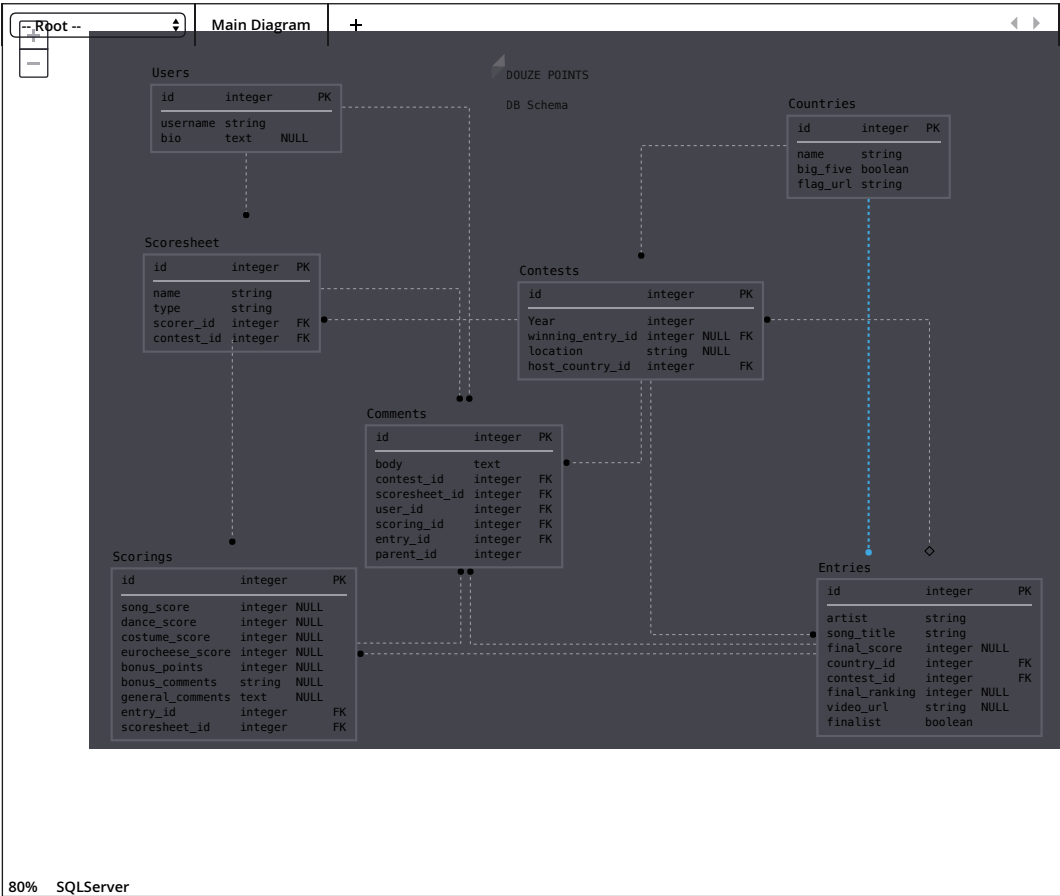 -- Root --
Main Diagram
+
DOUZE POINTS
DB Schema
Users
id integer PK
username string
bio text NULL
Countries
id integer PK
name string
big_five boolean
flag_url string
Scoresheet
id integer PK
name string
type string
scorer_id integer FK
contest_id integer FK
Contests
id integer PK
Year integer
winning_entry_id integer NULL FK
location string NULL
host_country_id integer FK
Comments
id integer PK
body text
contest_id integer FK
scoresheet_id integer FK
user_id integer FK
scoring_id integer FK
entry_id integer FK
parent_id integer
Scorings
id integer PK
song_score integer NULL
dance_score integer NULL
costume_score integer NULL
eurocheese_score integer NULL
bonus_points integer NULL
bonus_comments string NULL
general_comments text NULL
entry_id integer FK
scoresheet_id integer FK
Entries
id integer PK
artist string
song_title string
final_score integer NULL
country_id integer FK
contest_id integer FK
final_ranking integer NULL
video_url string NULL
finalist boolean
80% SQLServer